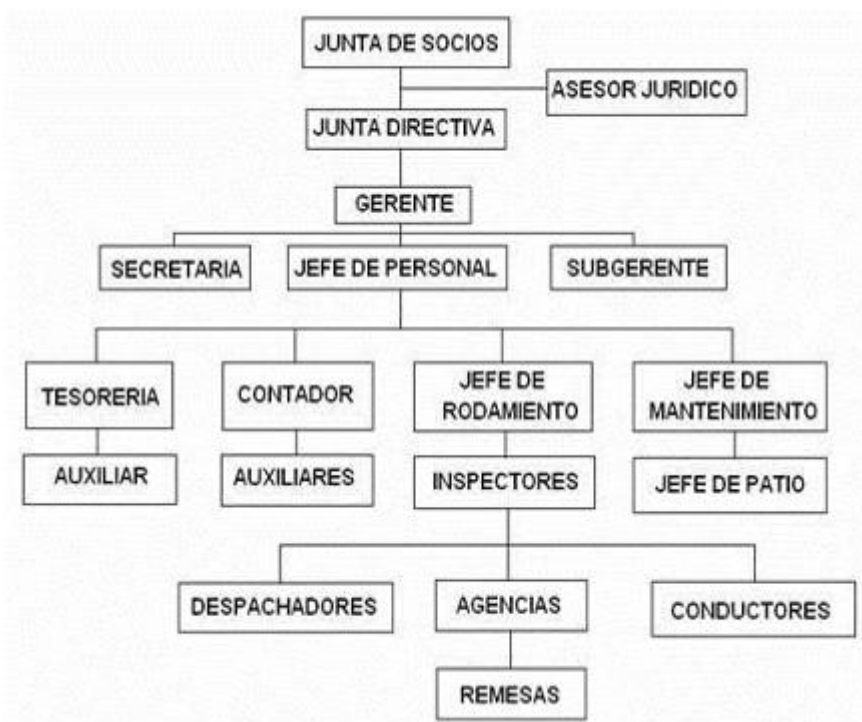 JUNTA DE SOCIOS
ASESOR JURIDICO
JUNTA DIRECTIVA
GERENTE
SECRETARIA
JEFE DE PERSONAL
SUBGERENTE
TESORERIA
CONTADOR
JEFE DE
RODAMIENTO
JEFE DE
MANTENIMIENTO
AUXILIAR
AUXILIARES
INSPECTORES
JEFE DE PATIO
DESPACHADORES
AGENCIAS
CONDUCTORES
REMESAS